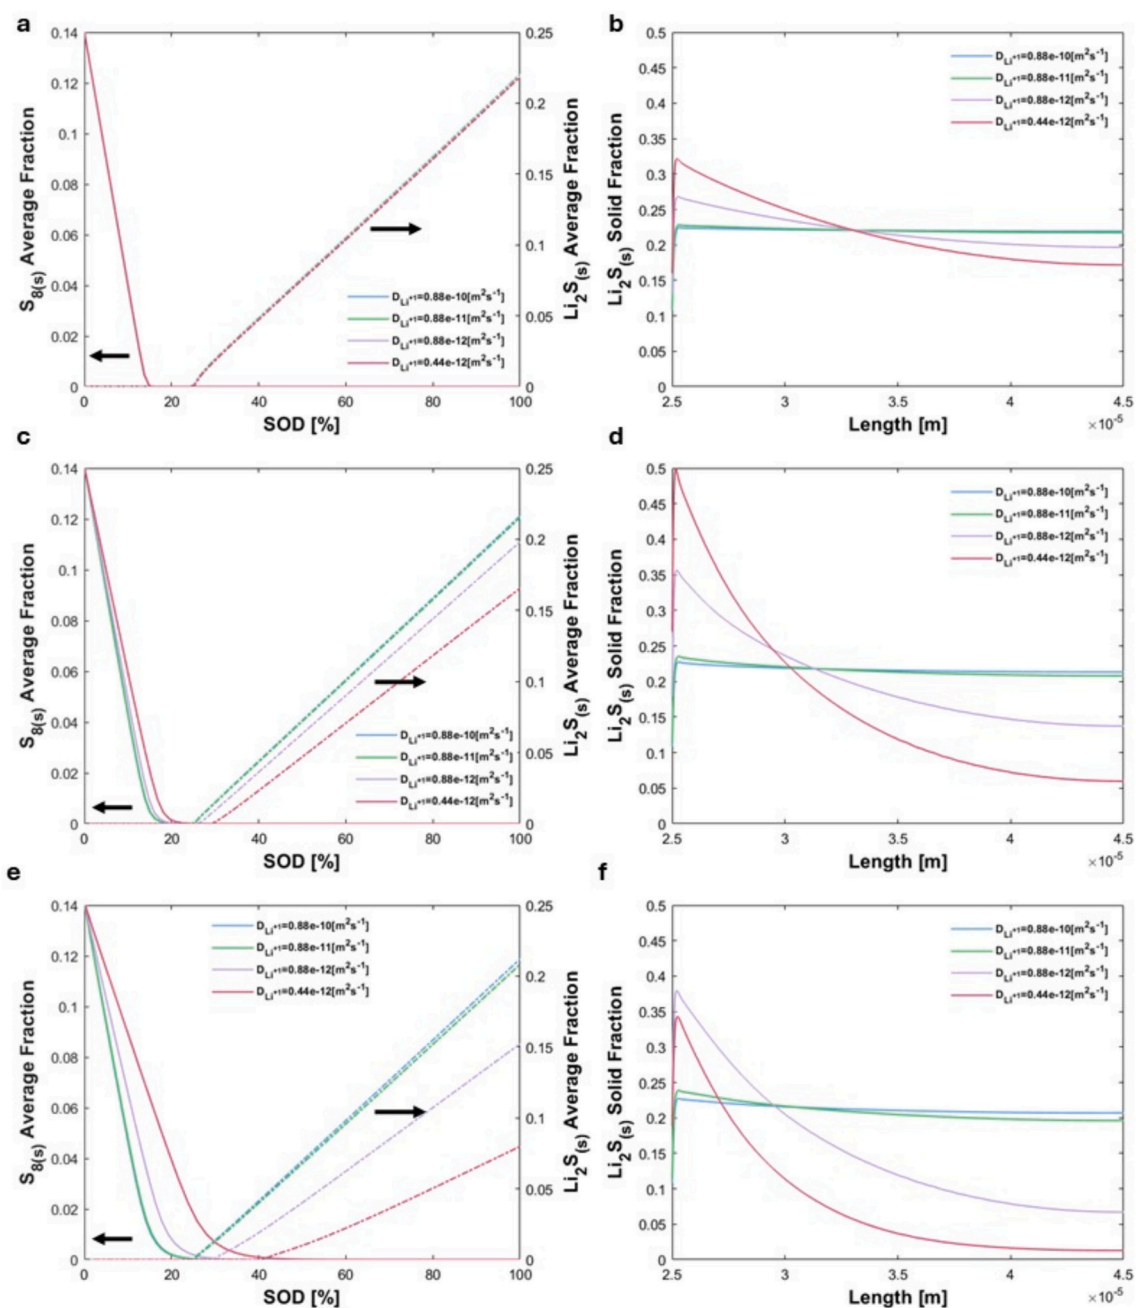 a
0.14
0.12
0.1
0.08
0.06
0.04
0.02
0
0.25
0.2
0.15
0.1
0.05
0
0 20 40 60 80 100
S8(s) Average Fraction
Li2S(s) Average Fraction
SOD [%]
DLi+1=0.88e-10[m2s-1]
DLi+1=0.88e-11[m2s-1]
DLi+1=0.88e-12[m2s-1]
DLi+1=0.44e-12[m2s-1]
b
0.5
0.45
0.4
0.35
0.3
0.25
0.2
0.15
0.1
0.05
0
2.5 3 3.5 4 4.5
×10-5
Li2S(s) Solid Fraction
Length [m]
DLi+1=0.88e-10[m2s-1]
DLi+1=0.88e-11[m2s-1]
DLi+1=0.88e-12[m2s-1]
DLi+1=0.44e-12[m2s-1]
c
0.14
0.12
0.1
0.08
0.06
0.04
0.02
0
0.25
0.2
0.15
0.1
0.05
0
0 20 40 60 80 100
S8(s) Average Fraction
Li2S(s) Average Fraction
SOD [%]
DLi+1=0.88e-10[m2s-1]
DLi+1=0.88e-11[m2s-1]
DLi+1=0.88e-12[m2s-1]
DLi+1=0.44e-12[m2s-1]
d
0.5
0.45
0.4
0.35
0.3
0.25
0.2
0.15
0.1
0.05
0
2.5 3 3.5 4 4.5
×10-5
Li2S(s) Solid Fraction
Length [m]
DLi+1=0.88e-10[m2s-1]
DLi+1=0.88e-11[m2s-1]
DLi+1=0.88e-12[m2s-1]
DLi+1=0.44e-12[m2s-1]
e
0.14
0.12
0.1
0.08
0.06
0.04
0.02
0
0.25
0.2
0.15
0.1
0.05
0
0 20 40 60 80 100
S8(s) Average Fraction
Li2S(s) Average Fraction
SOD [%]
DLi+1=0.88e-10[m2s-1]
DLi+1=0.88e-11[m2s-1]
DLi+1=0.88e-12[m2s-1]
DLi+1=0.44e-12[m2s-1]
f
0.5
0.45
0.4
0.35
0.3
0.25
0.2
0.15
0.1
0.05
0
2.5 3 3.5 4 4.5
×10-5
Li2S(s) Solid Fraction
Length [m]
DLi+1=0.88e-10[m2s-1]
DLi+1=0.88e-11[m2s-1]
DLi+1=0.88e-12[m2s-1]
DLi+1=0.44e-12[m2s-1]